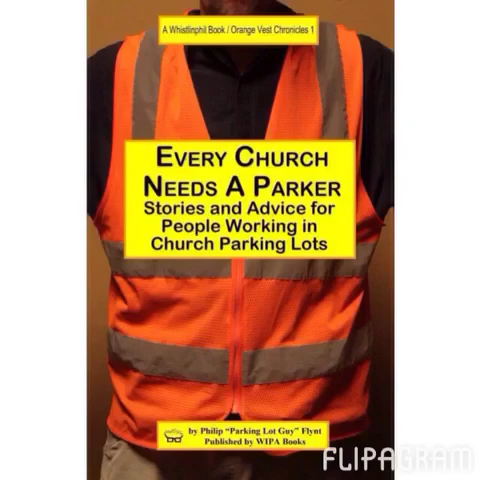 A Whistlinphil Book / Orange Vest Chronicles 1
EVERY CHURCH
NEEDS A PARKER
Stories and Advice for
People Working in
Church Parking Lots
by Philip "Parking Lot Guy" Flynt
Published by WIPA Books
FLIPAGRAM